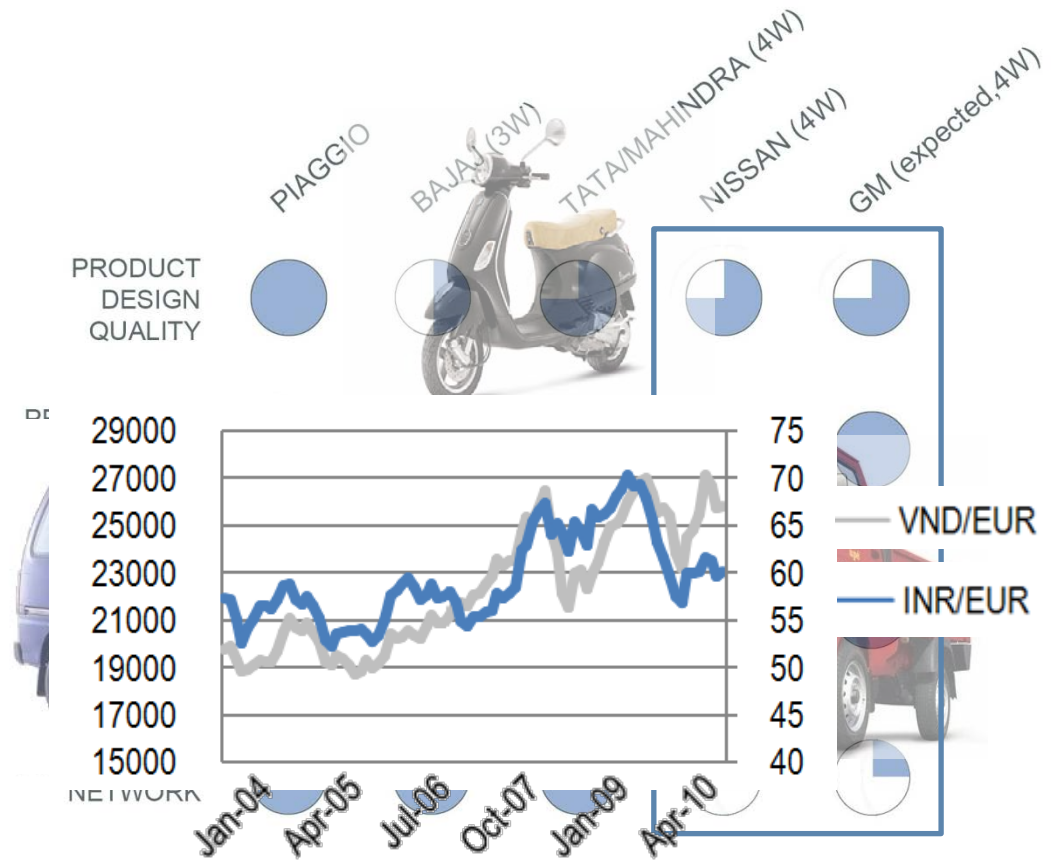 PIAGGIO
BAJAJ (3W)
TATA/MAHINDRA (4W)
NISSAN (4W)
GM (expected,4W)
PRODUCT
DESIGN
QUALITY
29000
27000
25000
23000
21000
19000
17000
15000
75
70
65
60
55
50
45
40
VND/EUR
INR/EUR
NETWORK
Jan-04
Apr-05
Jul-06
Oct-07
Jan-09
Apr-10